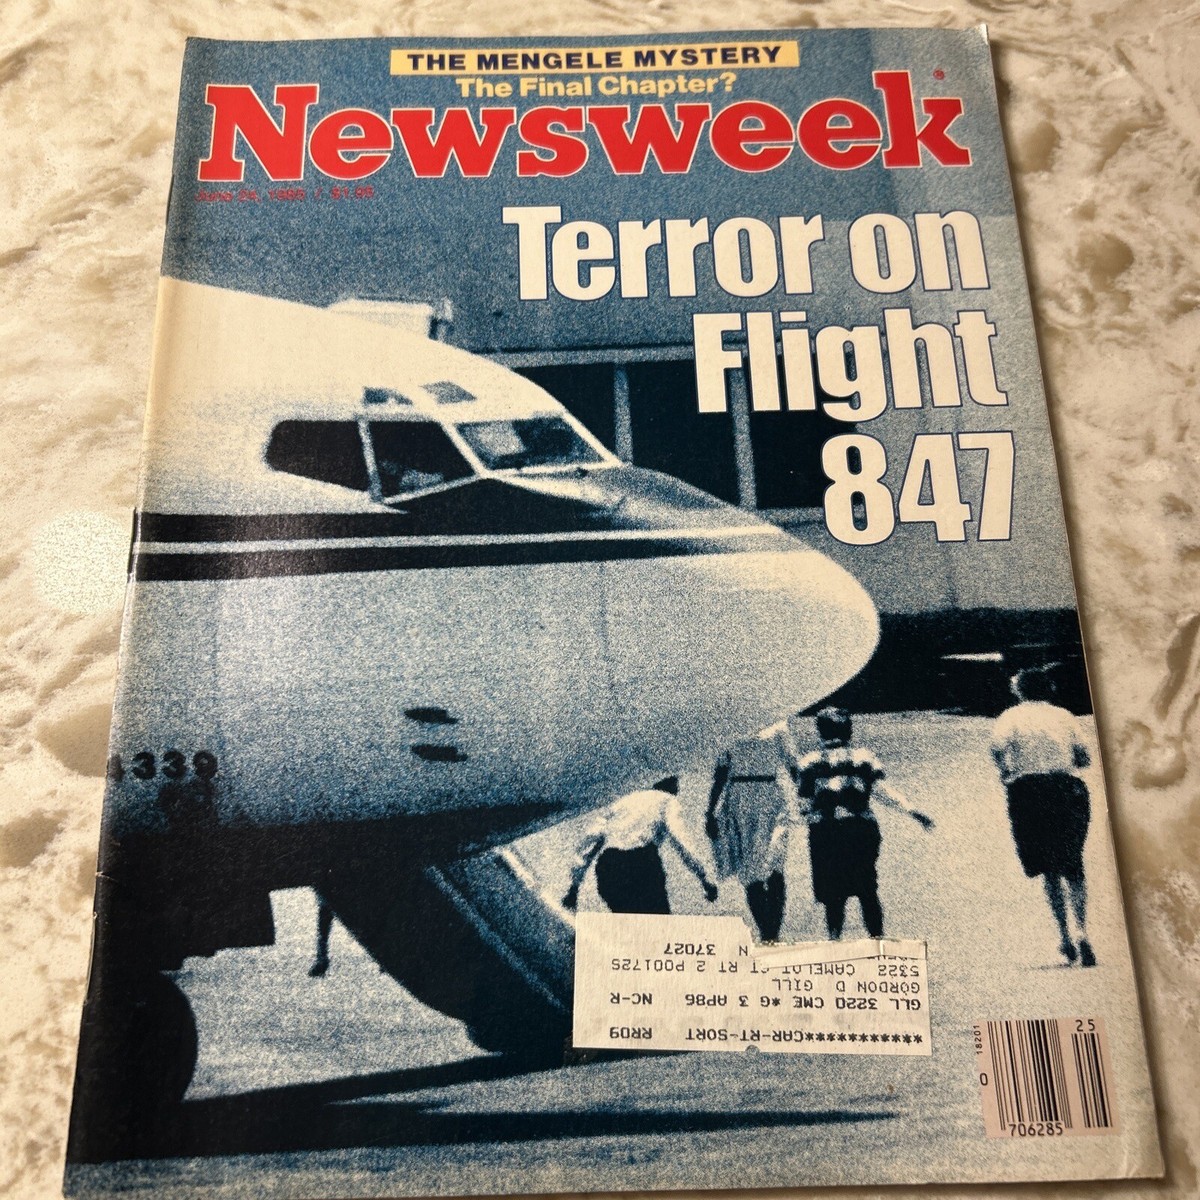 THE MENGELE MYSTERY
The Final Chapter?
Newsweek®
June 24, 1985 / $1.95
Terror on
Flight
847
339
************CAR-RT-SORT RR09
GLL 3220 CME *G 3 AP86 NC-R
GORDON D GILL
5322 CAMELOT CT RT 2 P001725
N 37027
18201
25
0
706285